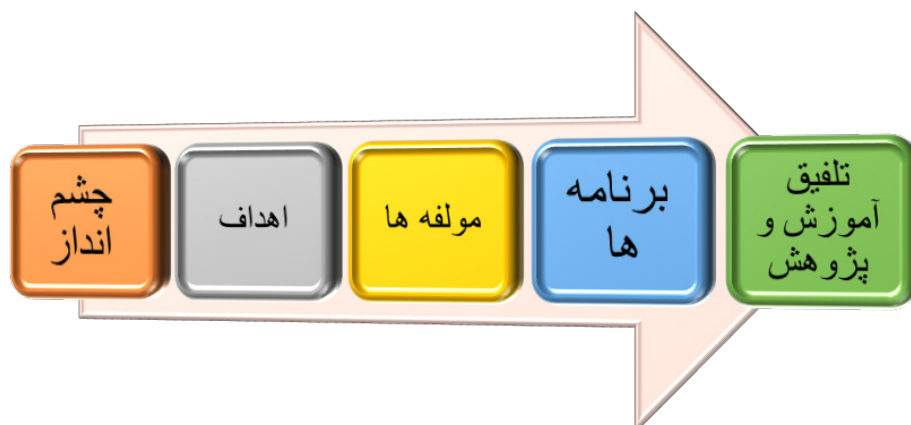 چشم
انداز
اهداف
مولفه ها
برنامه
ها
تلفیق
آموزش و
پژوهش